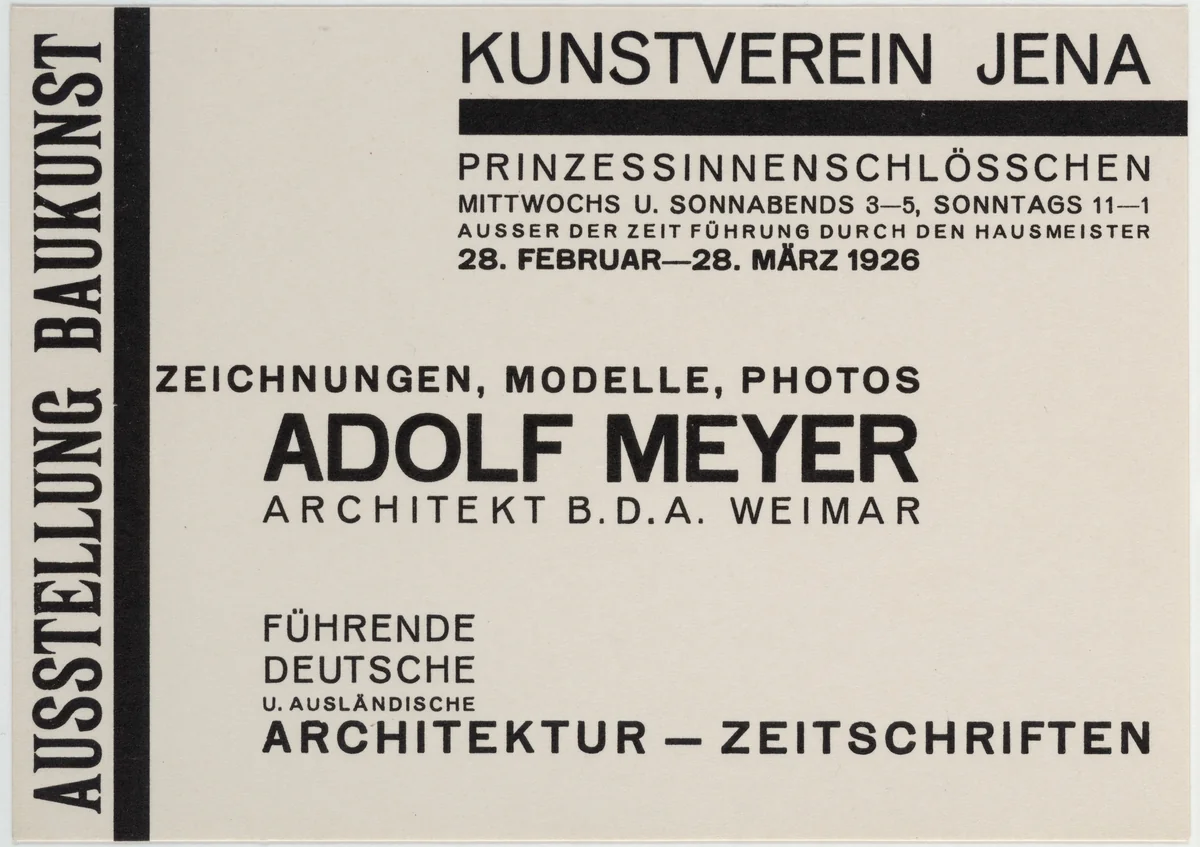 AUSSTELLUNG BAUKUNST
KUNSTVEREIN JENA
PRINZESSINNENSCHLÖSSCHEN
MITTWOCHS U. SONNABENDS 3—5, SONNTAGS 11—1
AUSSER DER ZEIT FÜHRUNG DURCH DEN HAUSMEISTER
28. FEBRUAR—28. MÄRZ 1926
ZEICHNUNGEN, MODELLE, PHOTOS
ADOLF MEYER
ARCHITEKT B.D.A. WEIMAR
FÜHRENDE
DEUTSCHE
U. AUSLÄNDISCHE
ARCHITEKTUR — ZEITSCHRIFTEN